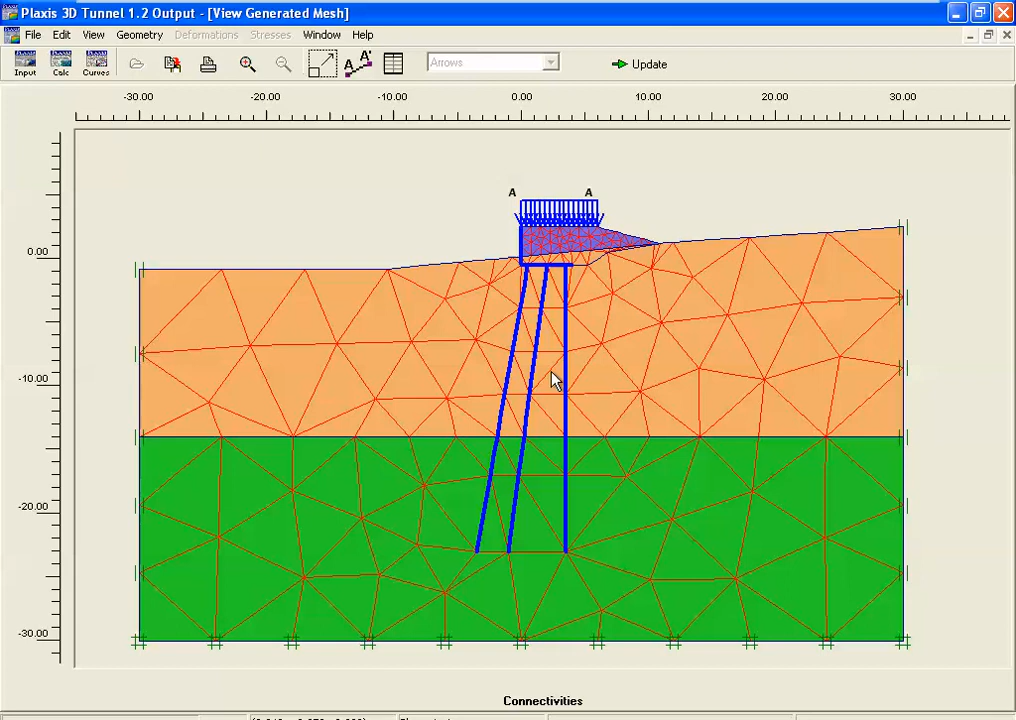 Plaxis 3D Tunnel 1.2 Output - [View Generated Mesh]
File Edit View Geometry Deformations Stresses Window Help
Input Calc Curves A A' Arrows Update
-30.00 -20.00 -10.00 0.00 10.00 20.00 30.00
A A
0.00
-10.00
-20.00
-30.00
Connectivities